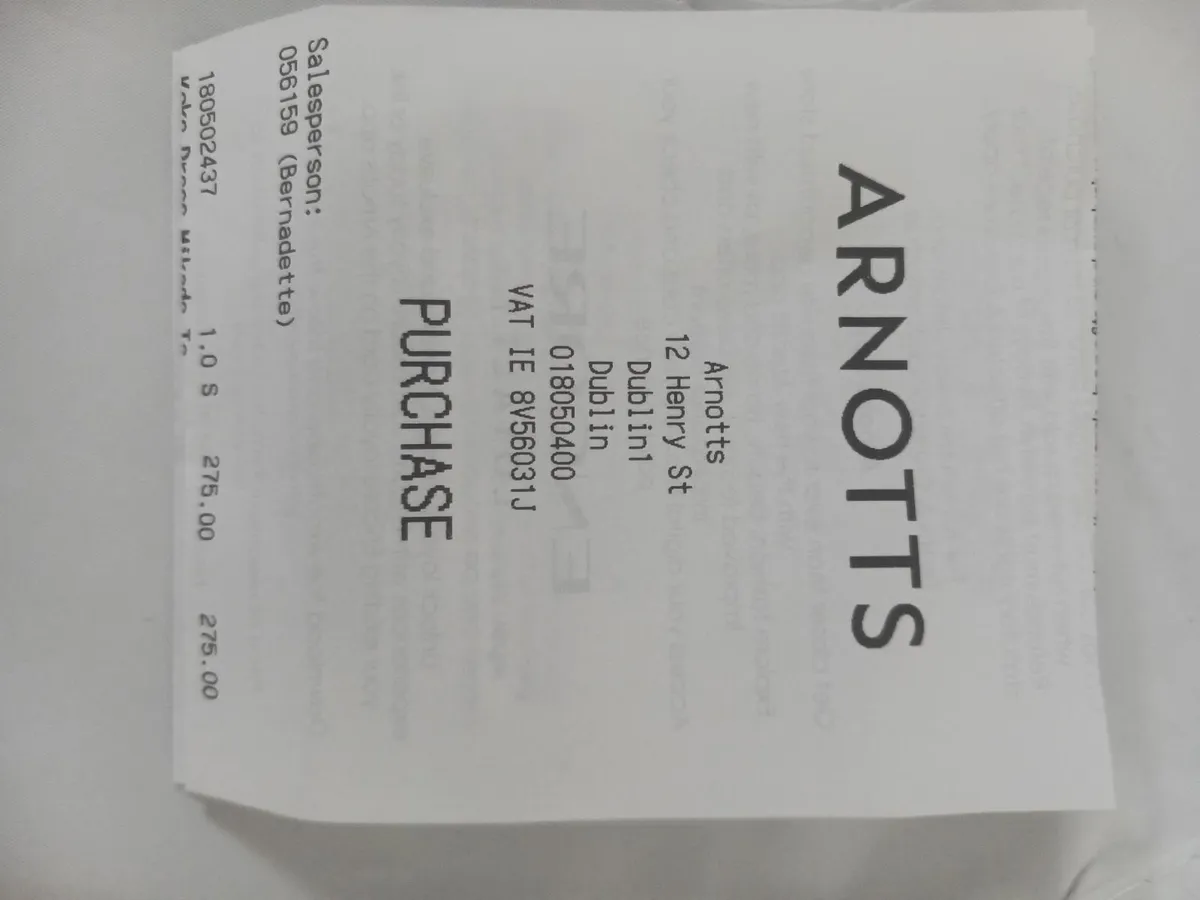 ARNOTTS
Arnotts
12 Henry St
Dublin1
Dublin
018050400
VAT IE 8V56031J
PURCHASE
Salesperson:
056159 (Bernadette)
180502437 1.0 S 275.00 275.00
Dress